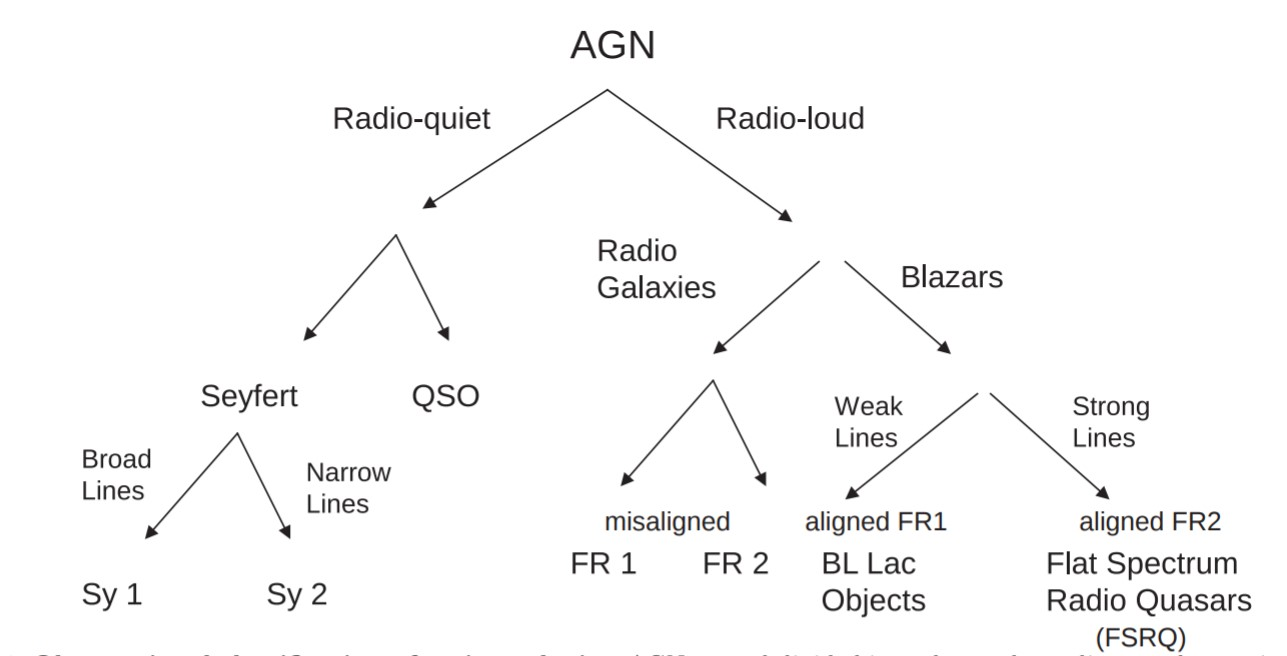 AGN
Radio-quiet
Radio-loud
Radio
Galaxies
Blazars
Seyfert
QSO
Weak
Lines
Strong
Lines
Broad
Lines
Narrow
Lines
misaligned
aligned FR1
aligned FR2
FR 1
FR 2
BL Lac
Objects
Flat Spectrum
Radio Quasars
(FSRQ)
Sy 1
Sy 2